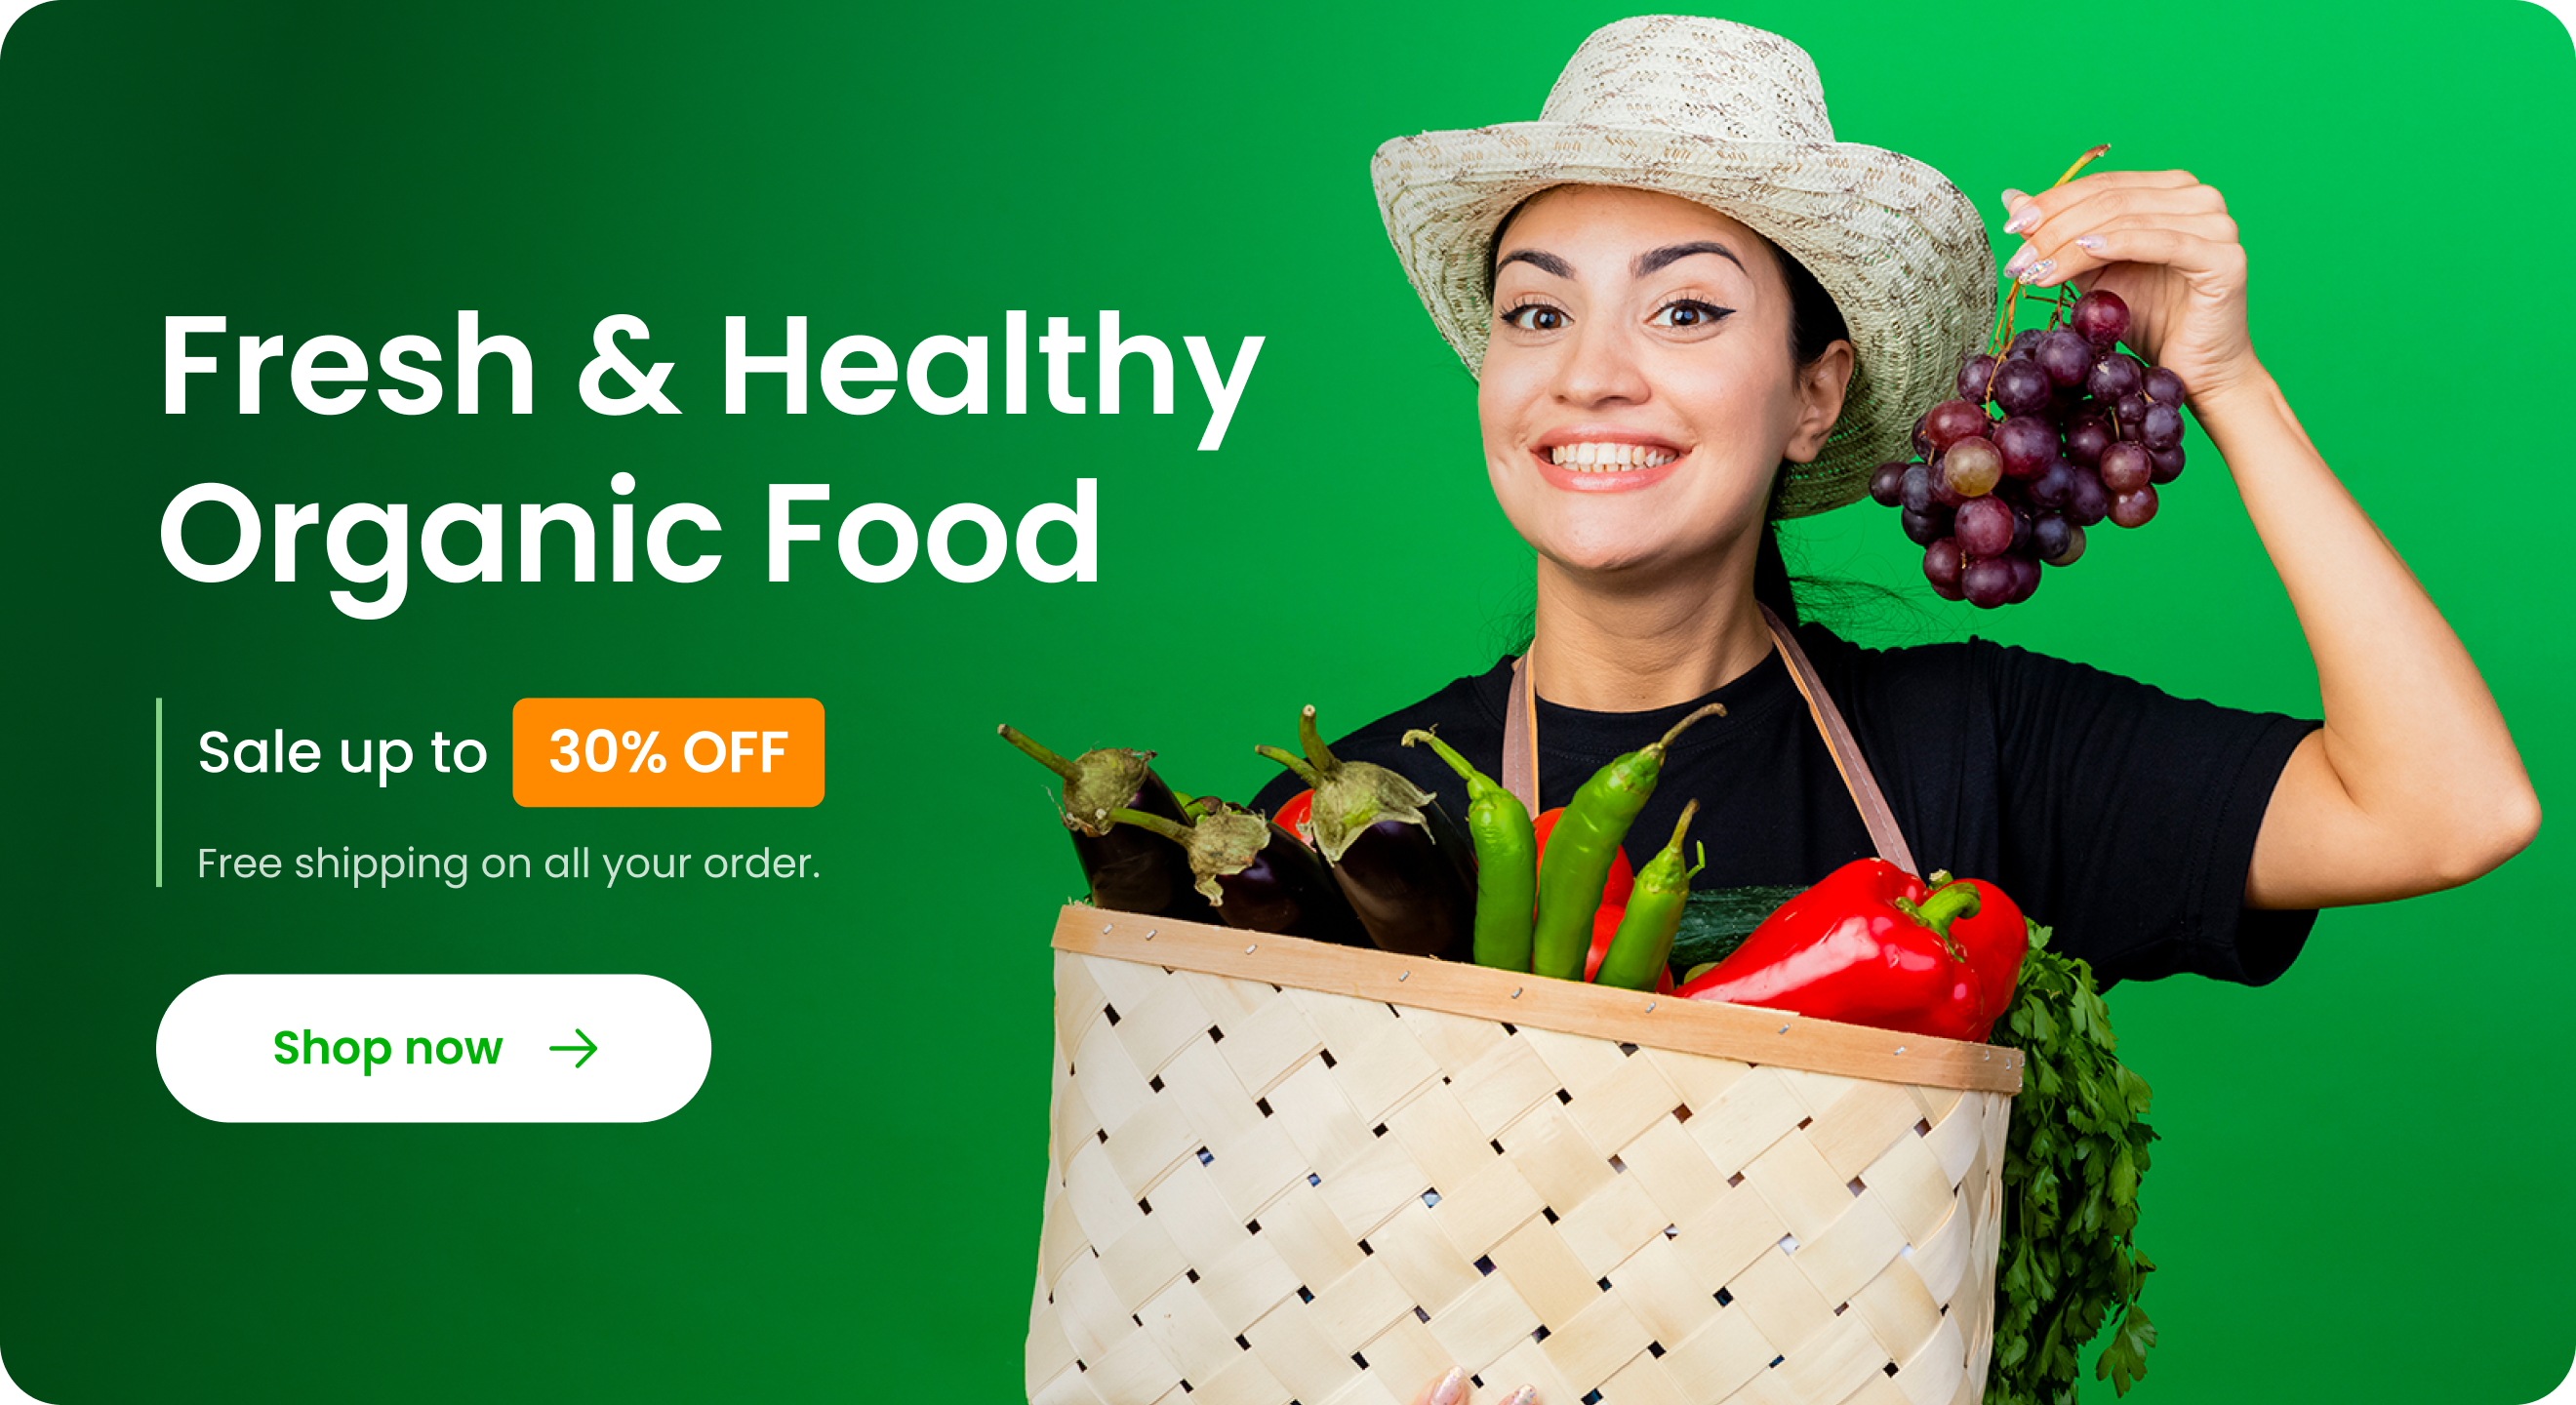 Fresh & Healthy
Organic Food
Sale up to 30% OFF
Free shipping on all your order.
Shop now